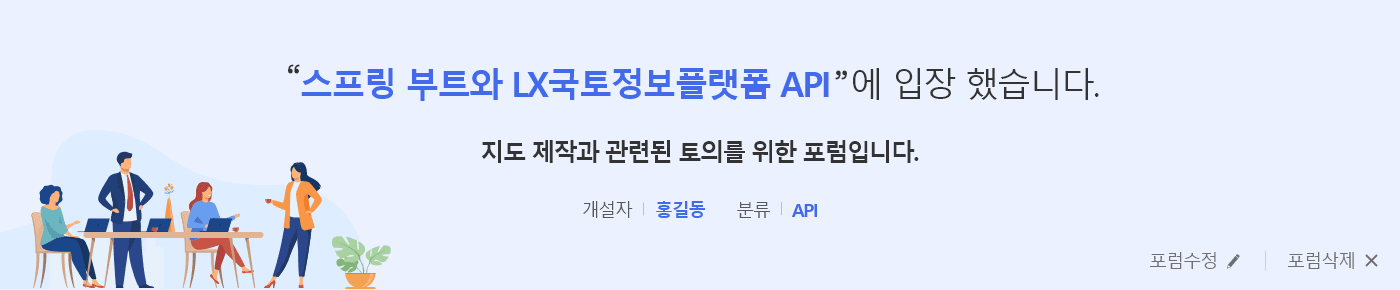 “스프링 부트와 LX국토정보플랫폼 API”에 입장 했습니다.
지도 제작과 관련된 토의를 위한 포럼입니다.
개설자 홍길동 분류 API
포럼수정 포럼삭제